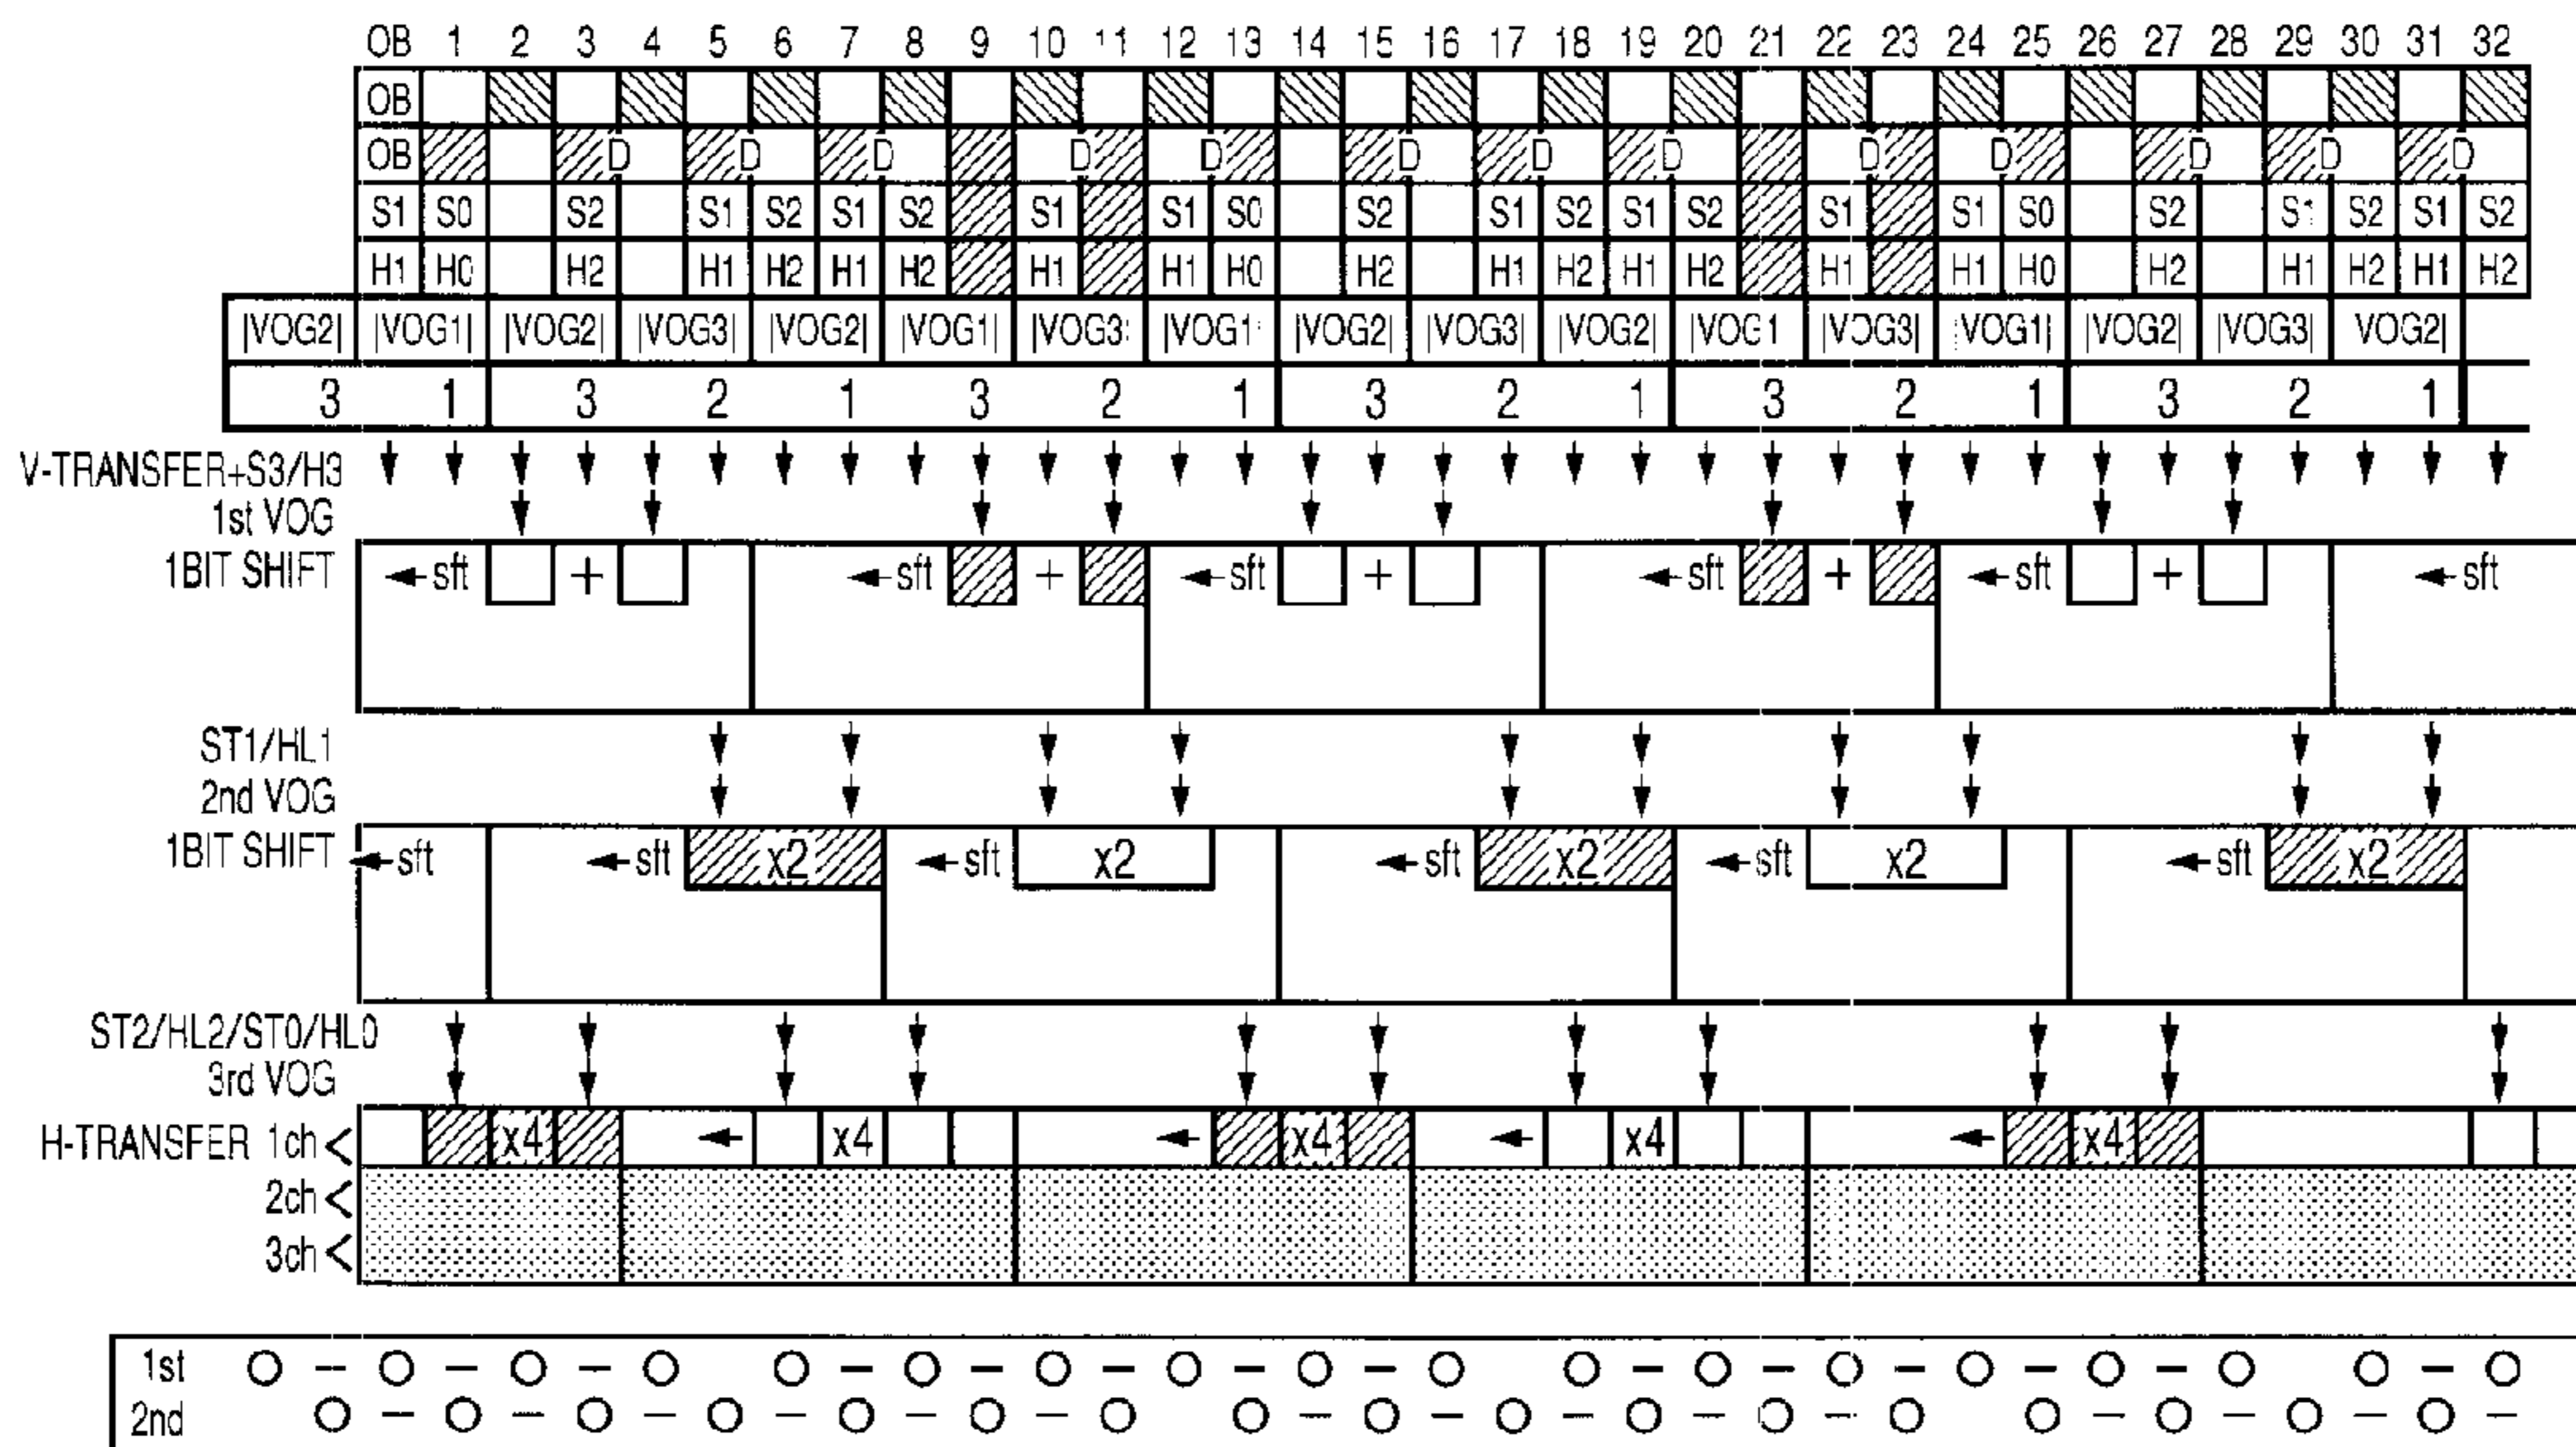 OB 1 2 3 4 5 6 7 8 9 10 11 12 13 14 15 16 17 18 19 20 21 22 23 24 25 26 27 28 29 30 31 32
OB
OB D D D D D D D D D D D D
S1 S0 S2 S1 S2 S1 S2 S1 S1 S0 S2 S1 S2 S1 S2 S1 S1 S0 S2 S1 S2 S1 S2
H1 H0 H2 H1 H2 H1 H2 H1 H1 H0 H2 H1 H2 H1 H2 H1 H1 H0 H2 H1 H2 H1 H2
|VOG2| |VOG1| |VOG2| |VOG3| |VOG2| |VOG1| |VOG3| |VOG1| |VOG2| |VOG3| |VOG2| |VOG1 |VOG3| |VOG1| |VOG2| |VOG3| VOG2|
3 1 3 2 1 3 2 1 3 2 1 3 2 1 3 2 1
V-TRANSFER+S3/H3
1st VOG
1BIT SHIFT sft + sft + sft + sft + sft + sft
ST1/HL1
2nd VOG
1BIT SHIFT sft sft x2 sft x2 sft x2 sft x2 sft x2
ST2/HL2/ST0/HL0
3rd VOG
H-TRANSFER 1ch < x4 x4 x4 x4 x4
2ch <
3ch <
1st O – O – O – O O – O – O – O – O – O O – O – O – O – O – O O – O
2nd O – O – O – O – O – O – O O – O – O – O – O – O O – O – O – O –